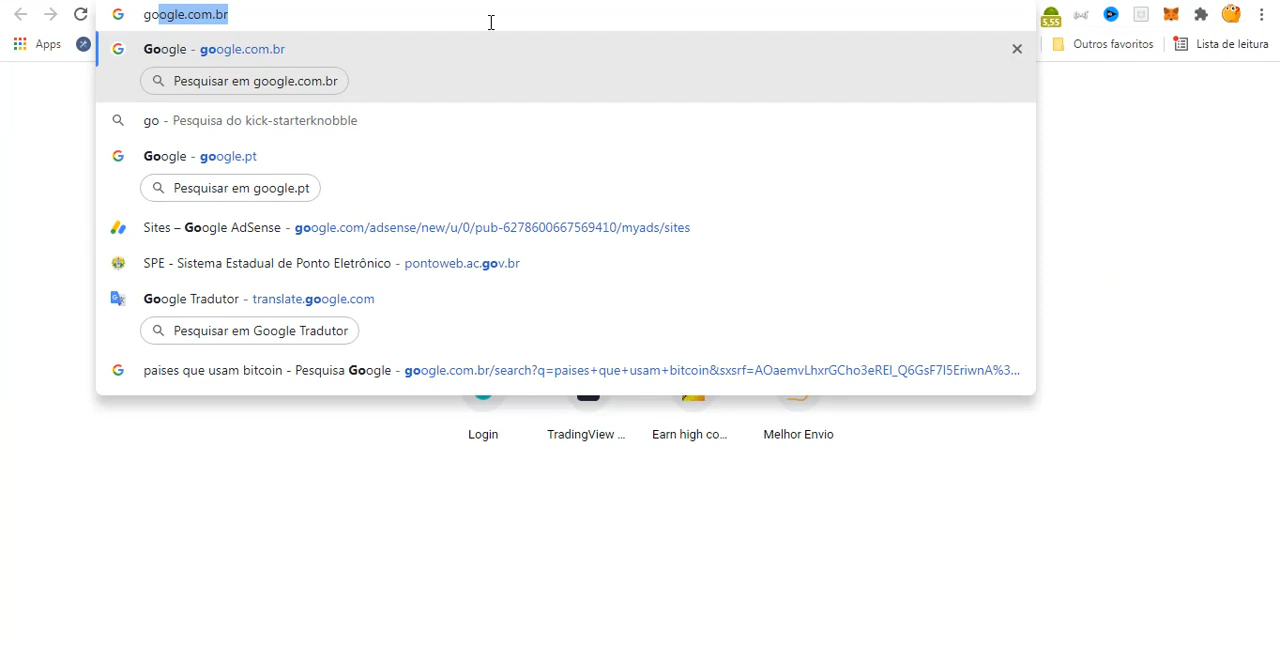 google.com.br
5.55
Apps
Outros favoritos
Lista de leitura
Google - google.com.br
Pesquisar em google.com.br
go - Pesquisa do kick-starterknobble
Google - google.pt
Pesquisar em google.pt
Sites – Google AdSense - google.com/adsense/new/u/0/pub-6278600667569410/myads/sites
SPE - Sistema Estadual de Ponto Eletrônico - pontoweb.ac.gov.br
Google Tradutor - translate.google.com
Pesquisar em Google Tradutor
paises que usam bitcoin - Pesquisa Google - google.com.br/search?q=paises+que+usam+bitcoin&sxsrf=AOaemvLhxrGCho3eREl_Q6GsF7I5EriwnA%3...
Login
TradingView ...
Earn high co...
Melhor Envio